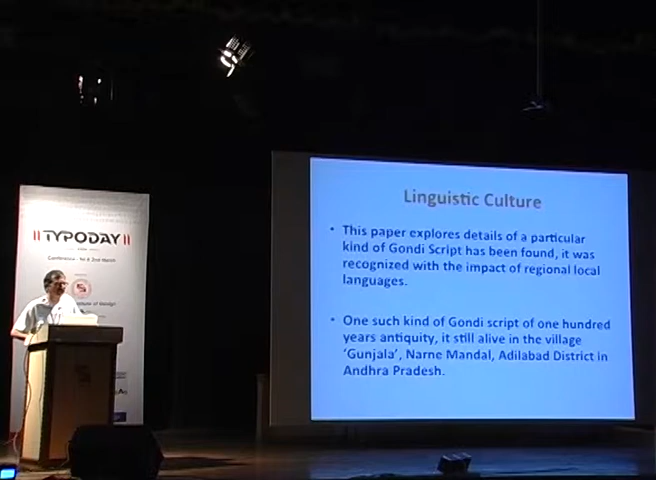 TYPODAY
Linguistic Culture
• This paper explores details of a particular
kind of Gondi Script has been found, it was
recognized with the impact of regional local
languages.
• One such kind of Gondi script of one hundred
years antiquity, it still alive in the village
‘Gunjala’, Narne Mandal, Adilabad District in
Andhra Pradesh.